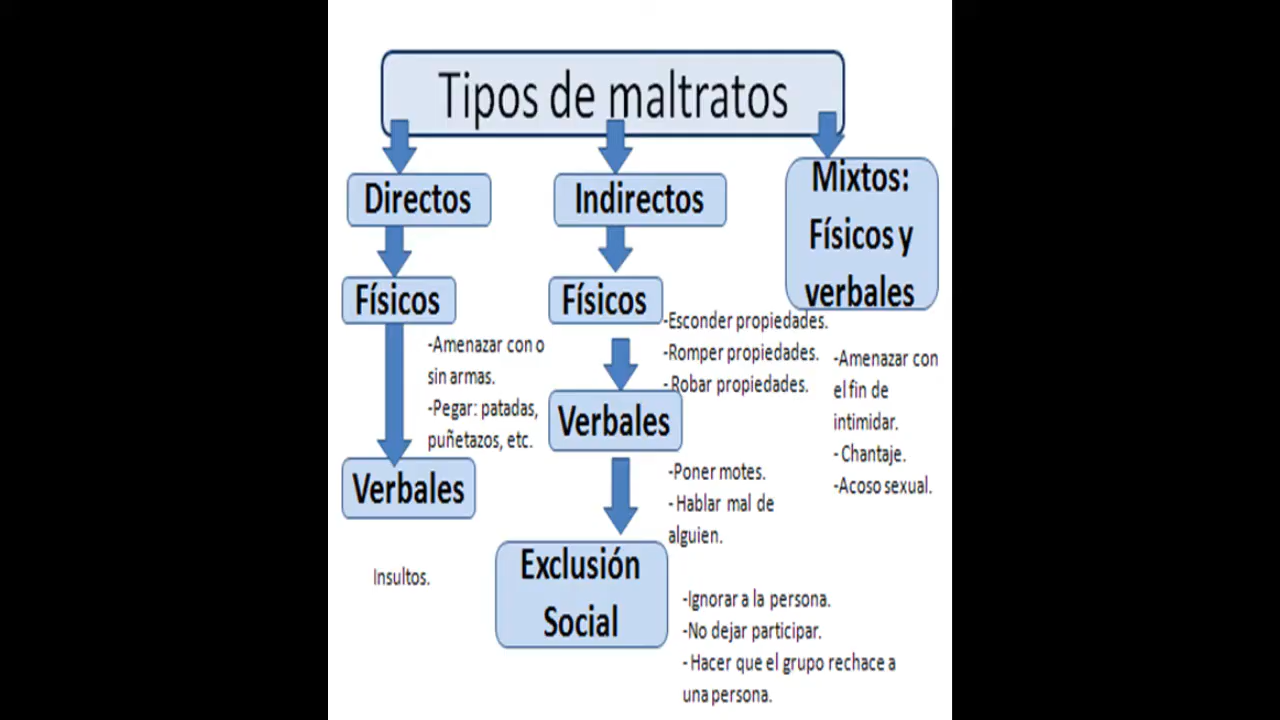 Tipos de maltratos
Directos
Indirectos
Mixtos:
Físicos y
verbales
Físicos
-Amenazar con o
sin armas.
-Pegar: patadas,
puñetazos, etc.
Verbales
Insultos.
Físicos
-Esconder propiedades.
-Romper propiedades.
- Robar propiedades.
Verbales
-Poner motes.
- Hablar mal de
alguien.
Exclusión
Social
-Ignorar a la persona.
-No dejar participar.
- Hacer que el grupo rechace a
una persona.
-Amenazar con
el fin de
intimidar.
- Chantaje.
-Acoso sexual.